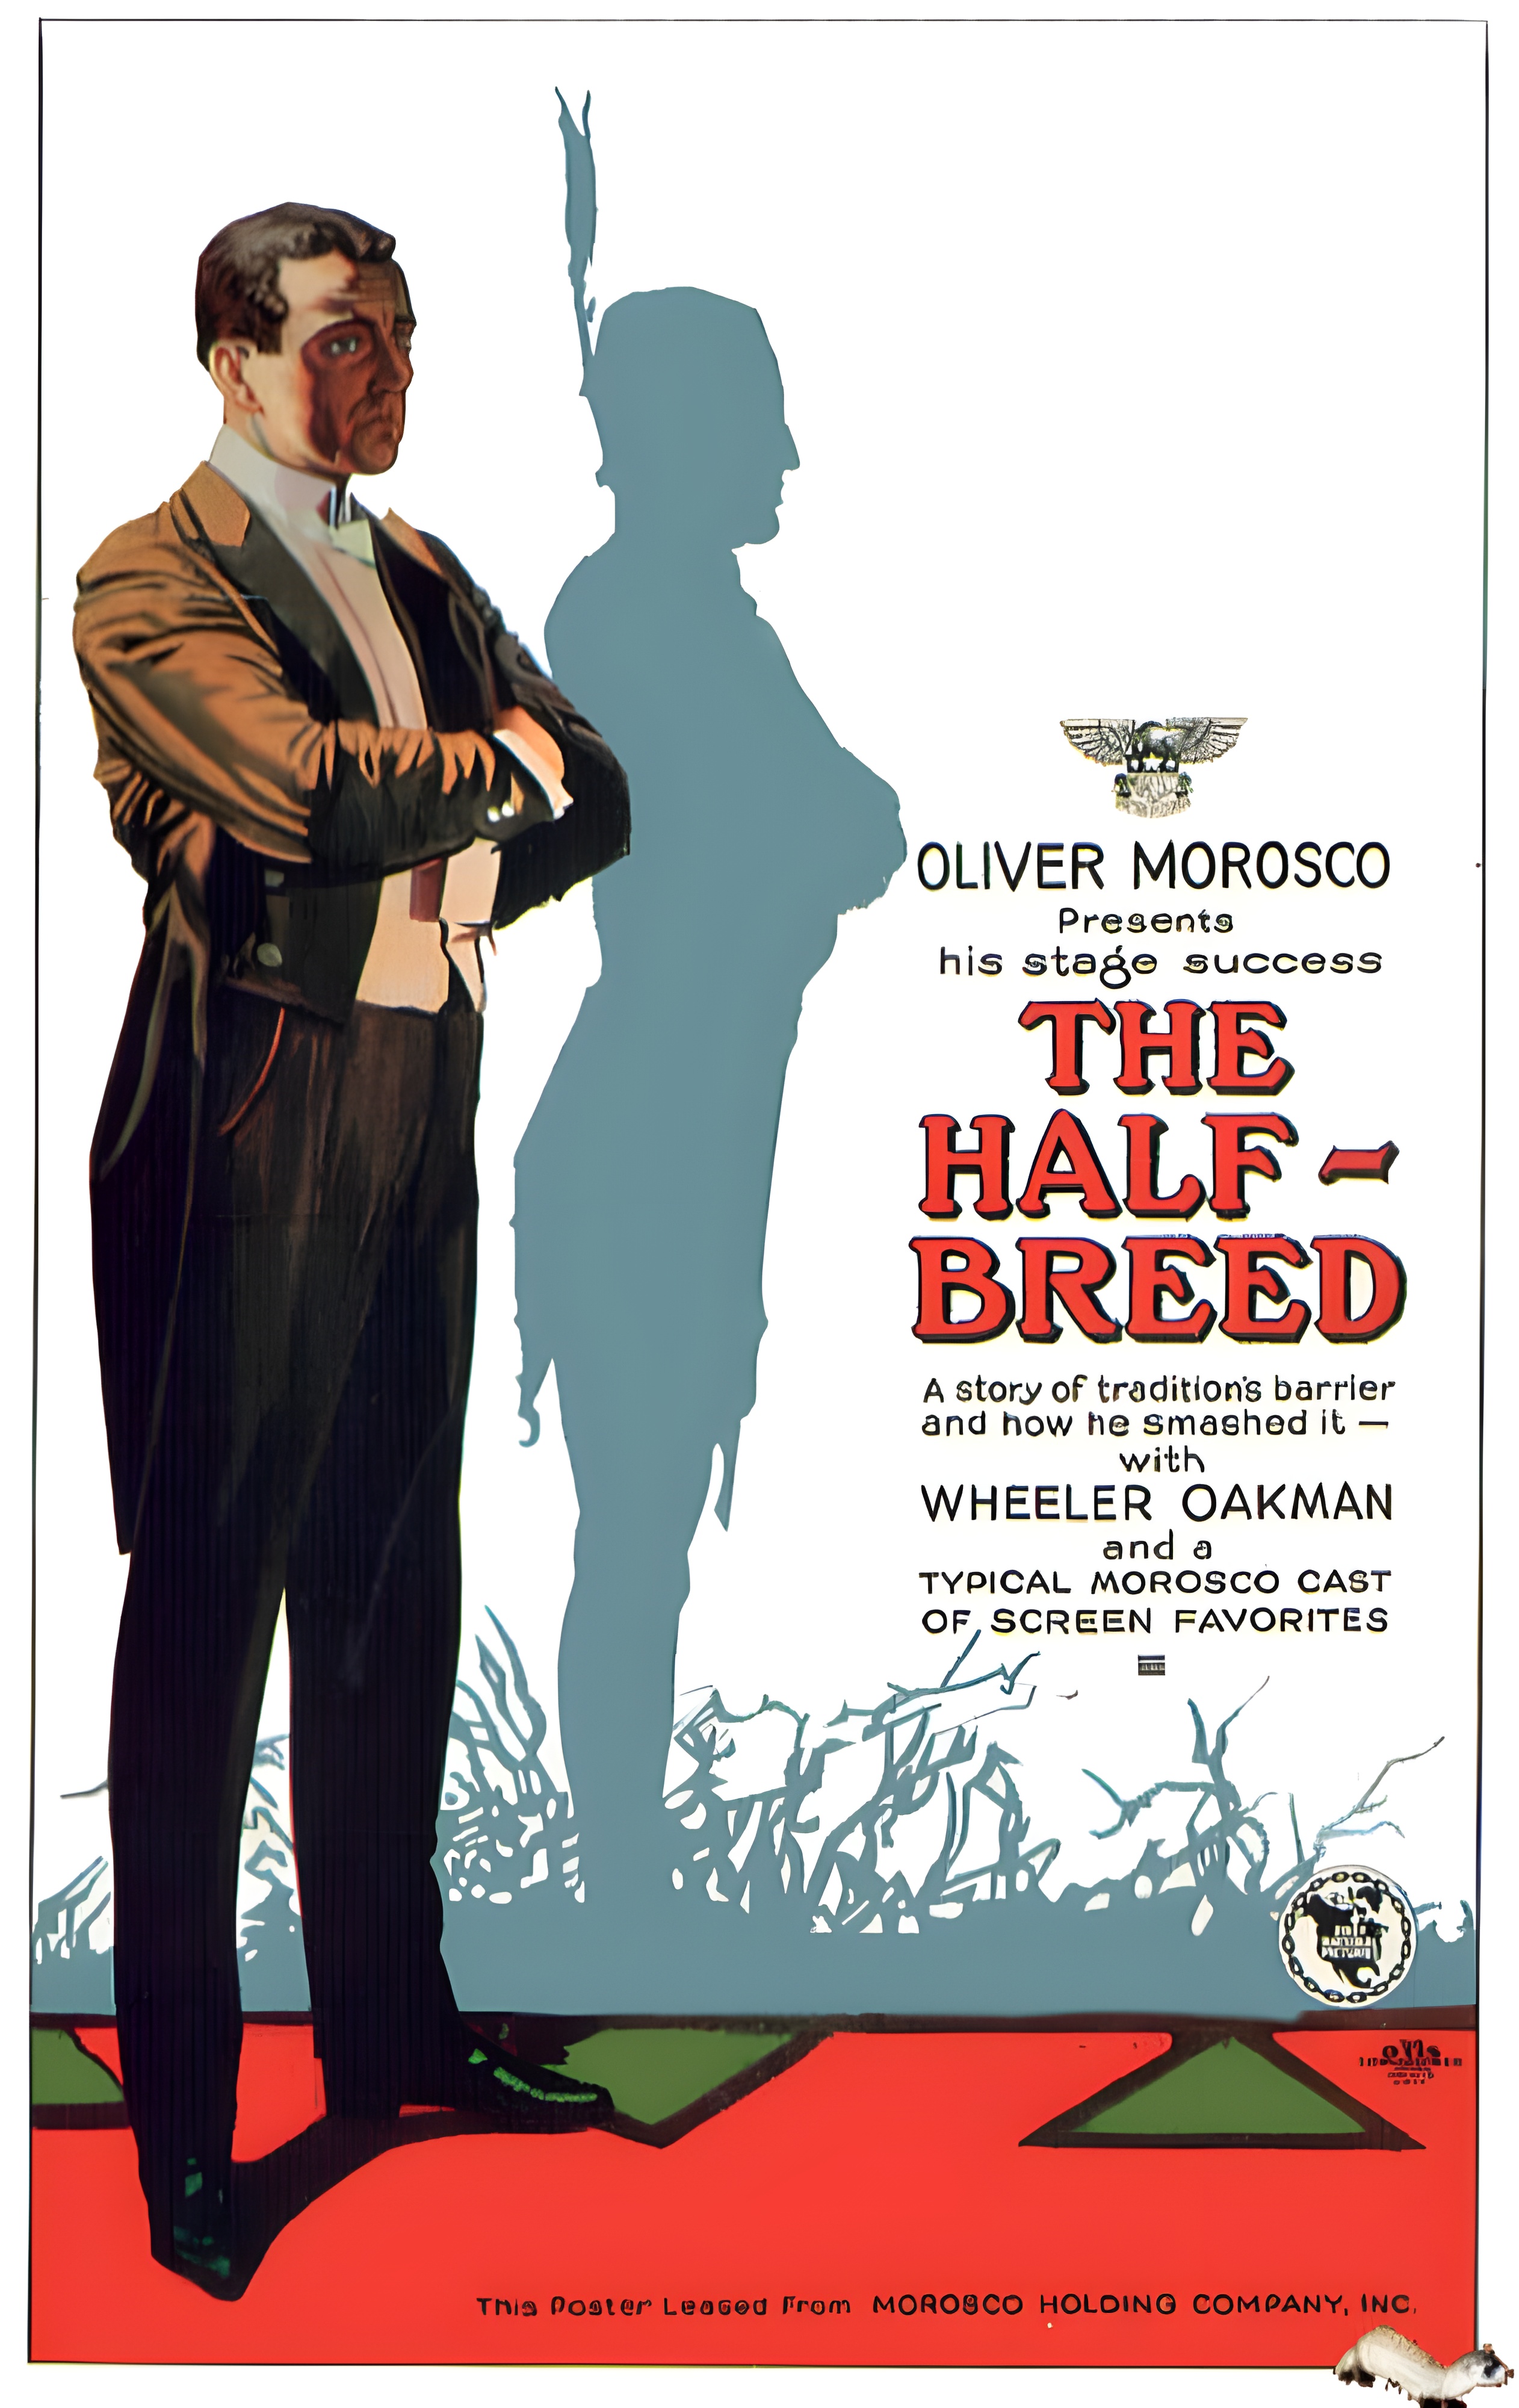 OLIVER MOROSCO
Presents
his stage success
THE
HALF-
BREED
A story of tradition's barrier
and how he smashed it —
with
WHEELER OAKMAN
and a
TYPICAL MOROSCO CAST
OF SCREEN FAVORITES
This Poster Leased From MOROSCO HOLDING COMPANY, INC.